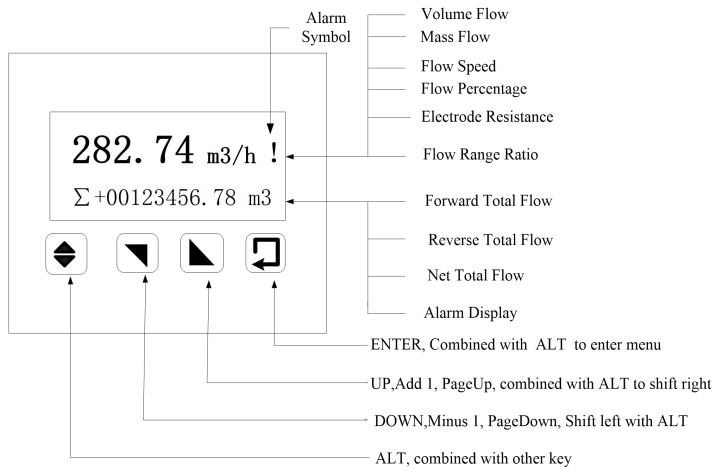 Alarm
Symbol
Volume Flow
Mass Flow
Flow Speed
Flow Percentage
Electrode Resistance
282.74 m3/h !
Flow Range Ratio
∑+00123456.78 m3
Forward Total Flow
Reverse Total Flow
Net Total Flow
Alarm Display
ENTER, Combined with ALT to enter menu
UP,Add 1, PageUp, combined with ALT to shift right
DOWN,Minus 1, PageDown, Shift left with ALT
ALT, combined with other key